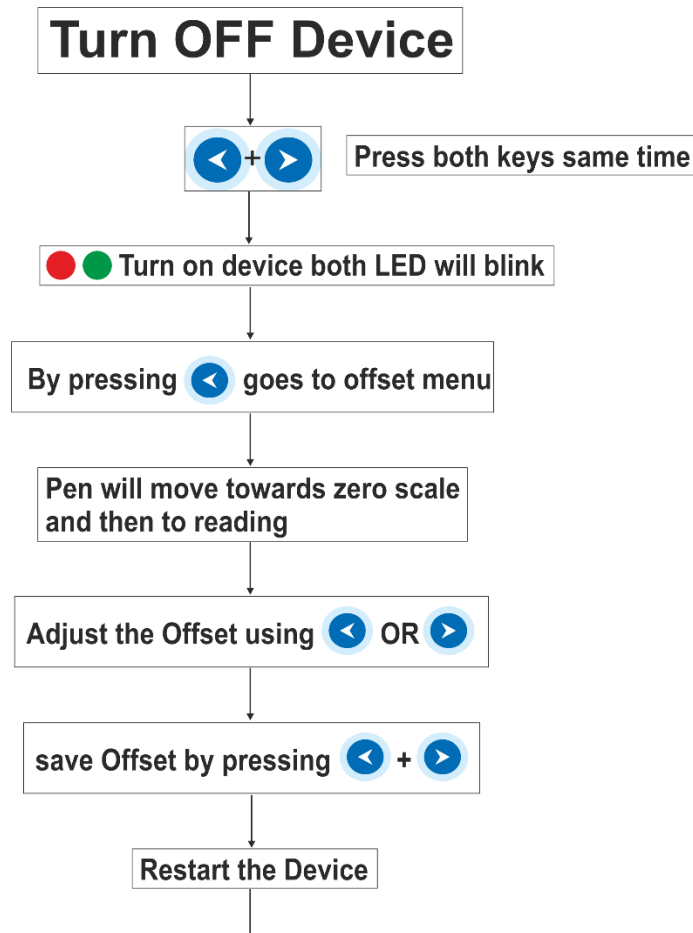 Turn OFF Device
+
Press both keys same time
Turn on device both LED will blink
By pressing goes to offset menu
Pen will move towards zero scale
and then to reading
Adjust the Offset using OR
save Offset by pressing +
Restart the Device